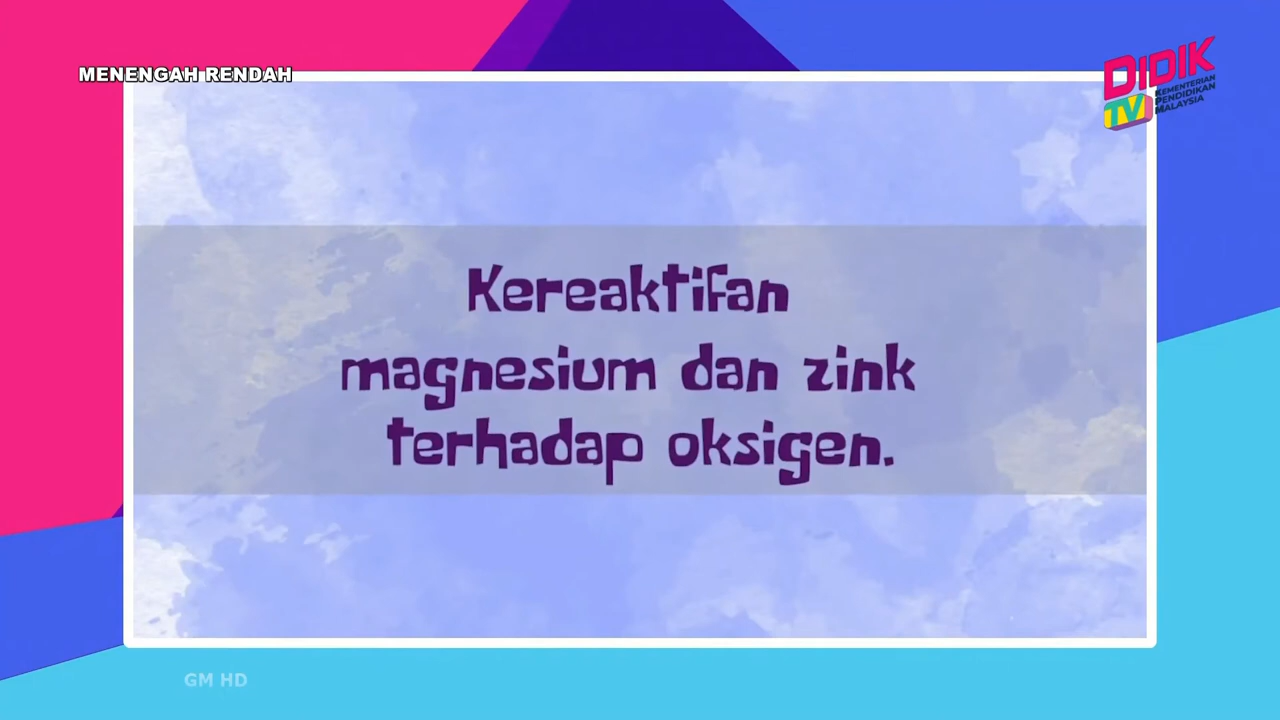 MENENGAH RENDAH
DIDIK
TV
KEMENTERIAN
PENDIDIKAN
MALAYSIA
Kereaktifan
magnesium dan zink
terhadap oksigen.
GM HD